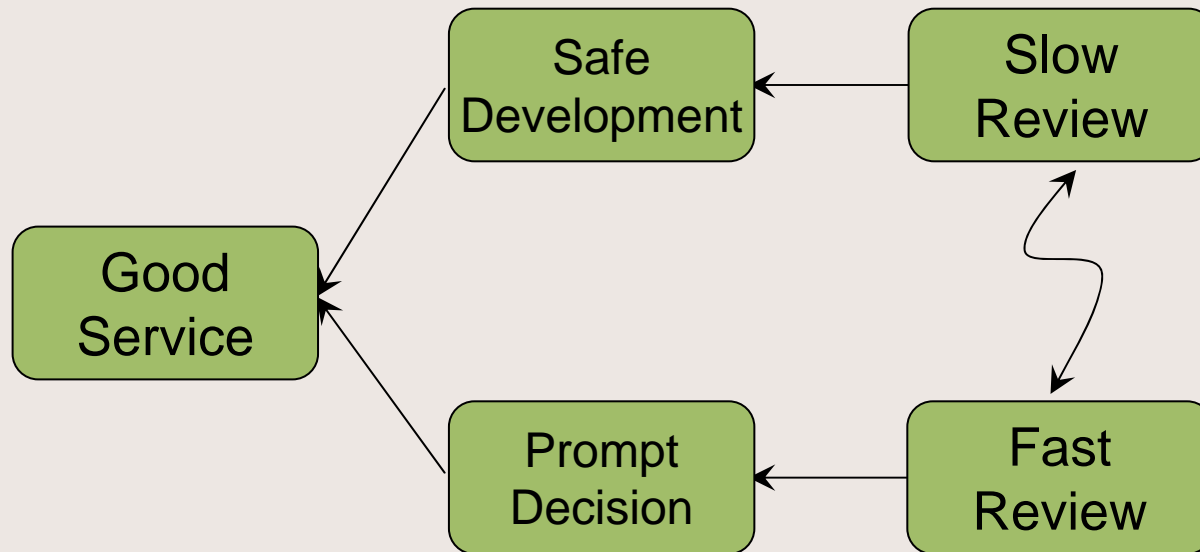 Safe
Development
Slow
Review
Good
Service
Prompt
Decision
Fast
Review